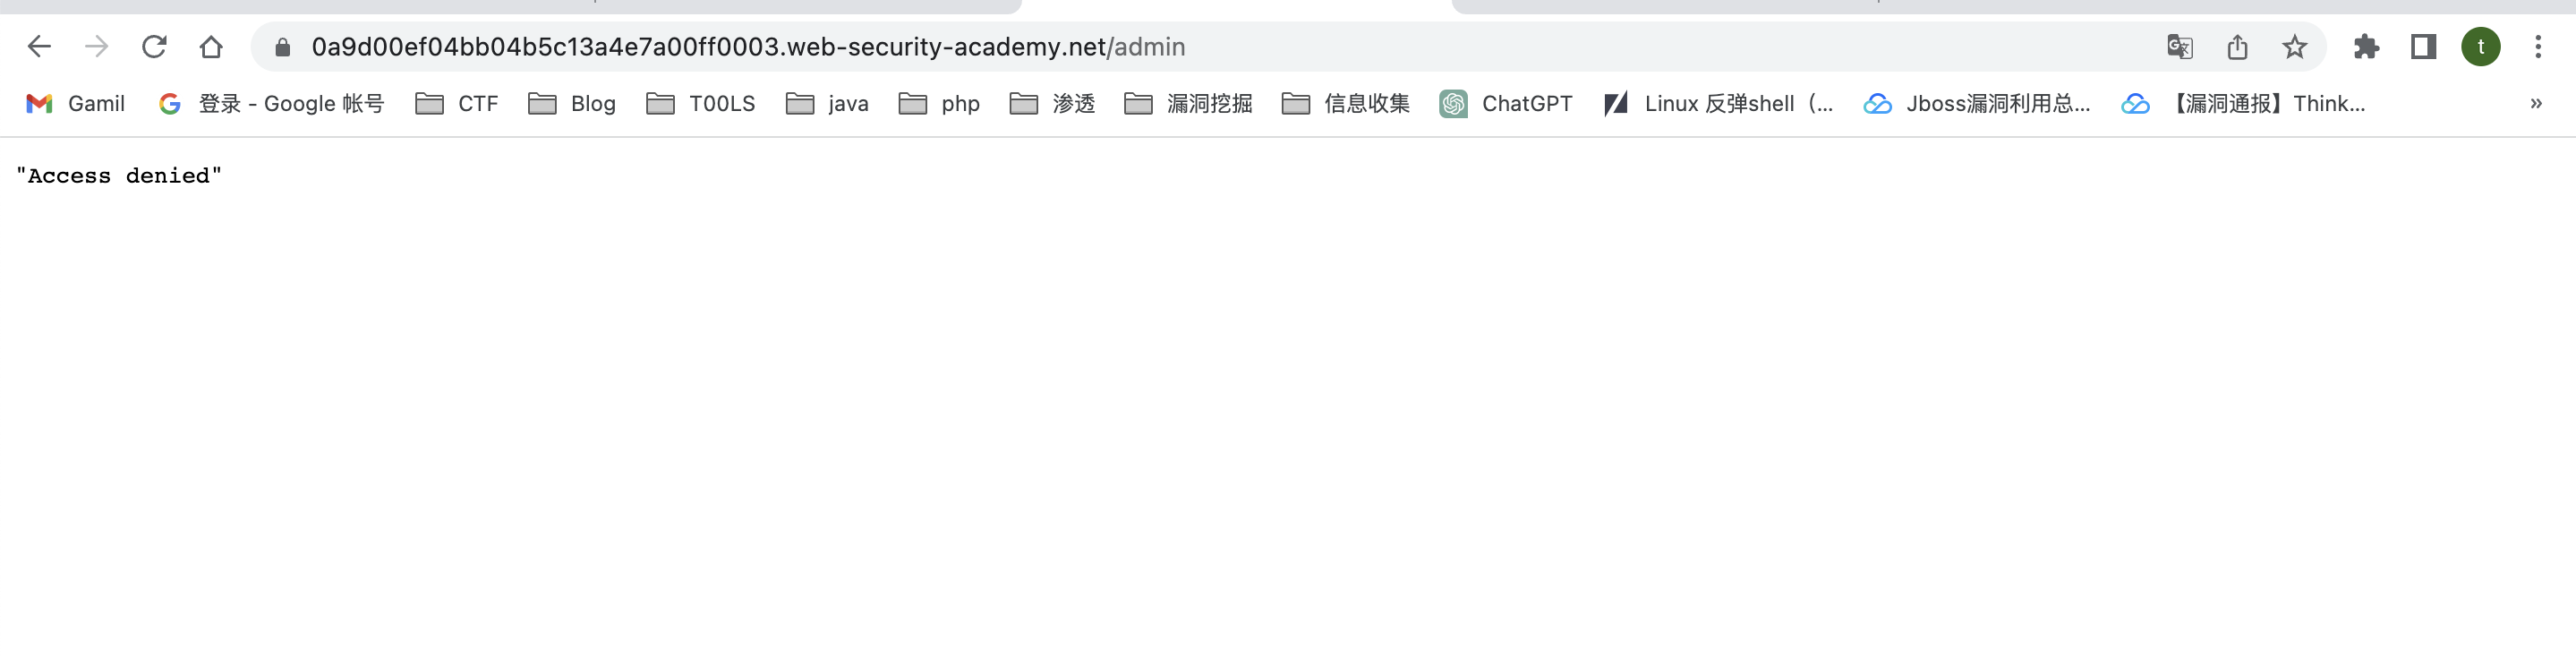 0a9d00ef04bb04b5c13a4e7a00ff0003.web-security-academy.net/admin
t
Gamil 登录 - Google 帐号 CTF Blog T00LS java php 渗透 漏洞挖掘 信息收集 ChatGPT Linux 反弹shell（... Jboss漏洞利用总... 【漏洞通报】Think... »
"Access denied"